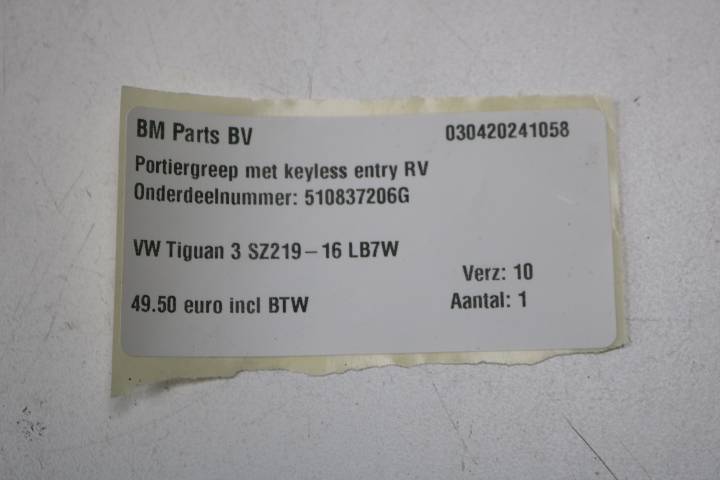 BM Parts BV 030420241058
Portiergreep met keyless entry RV
Onderdeelnummer: 510837206G
VW Tiguan 3 SZ219-16 LB7W
Verz: 10
49.50 euro incl BTW Aantal: 1